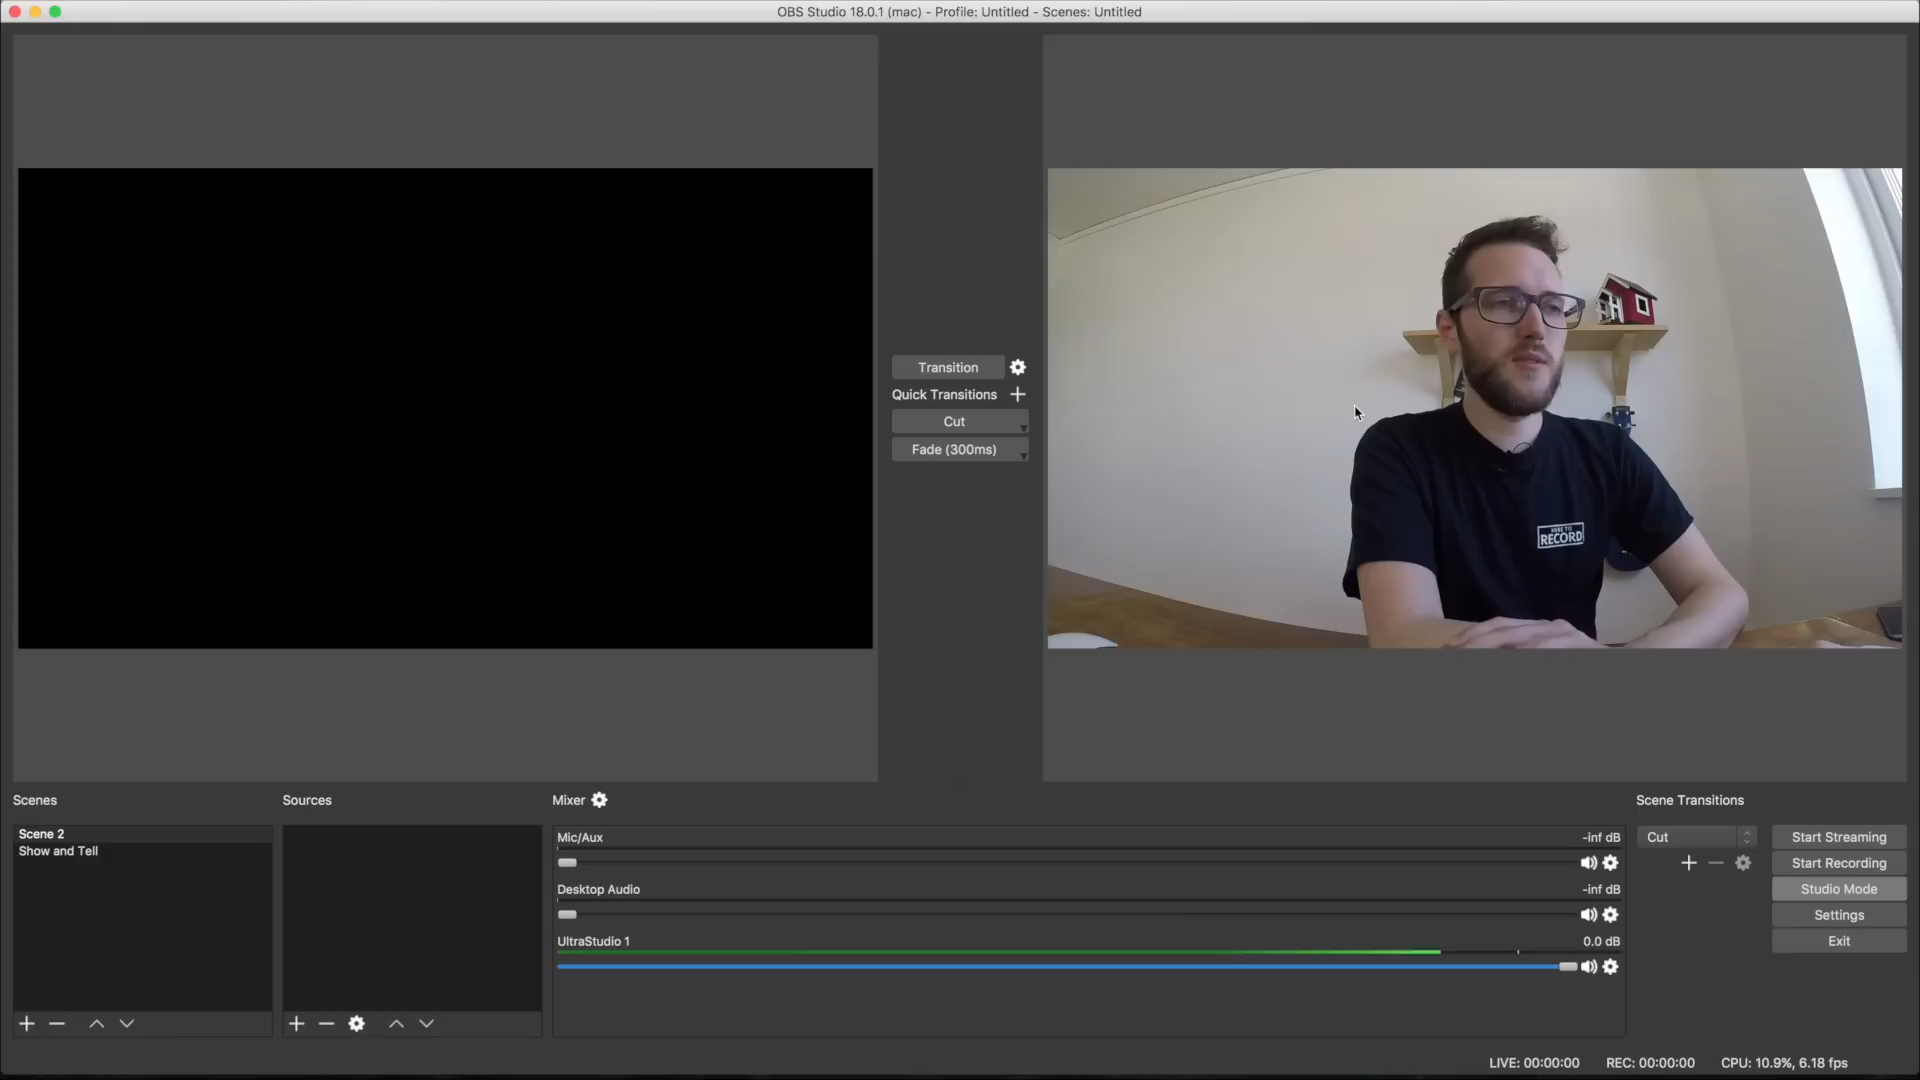 OBS Studio 18.0.1 (mac) - Profile: Untitled - Scenes: Untitled
Transition
Quick Transitions
Cut
Fade (300ms)
HERE TO
RECORD
Scenes
Scene 2
Show and Tell
Sources
Mixer
Mic/Aux
-inf dB
Desktop Audio
-inf dB
UltraStudio 1
0.0 dB
Scene Transitions
Cut
Start Streaming
Start Recording
Studio Mode
Settings
Exit
LIVE: 00:00:00
REC: 00:00:00
CPU: 10.9%, 6.18 fps